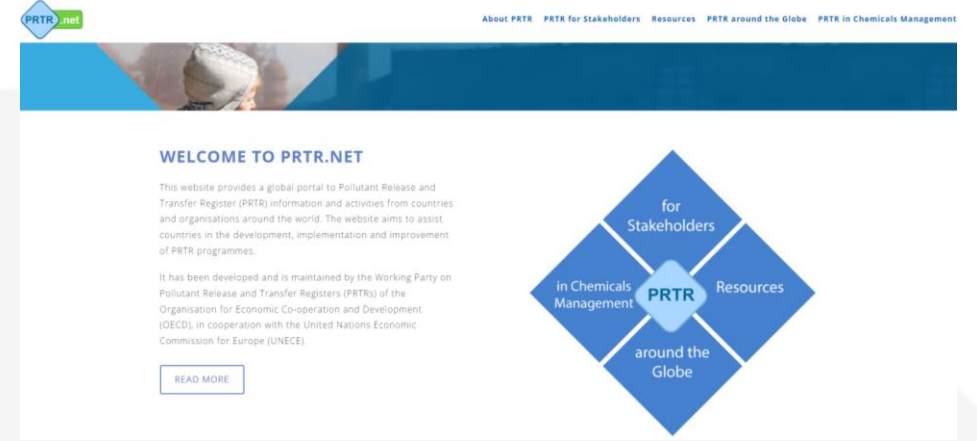 PRTR .net
About PRTR PRTR for Stakeholders Resources PRTR around the Globe PRTR in Chemicals Management
WELCOME TO PRTR.NET
This website provides a global portal to Pollutant Release and
Transfer Register (PRTR) information and activities from countries
and organisations around the world. The website aims to assist
countries in the development, implementation and improvement
of PRTR programmes.
It has been developed and is maintained by the Working Party on
Pollutant Release and Transfer Registers (PRTRs) of the
Organisation for Economic Co-operation and Development
(OECD), in cooperation with the United Nations Economic
Commission for Europe (UNECE).
READ MORE
for
Stakeholders
in Chemicals
Management
PRTR
Resources
around the
Globe